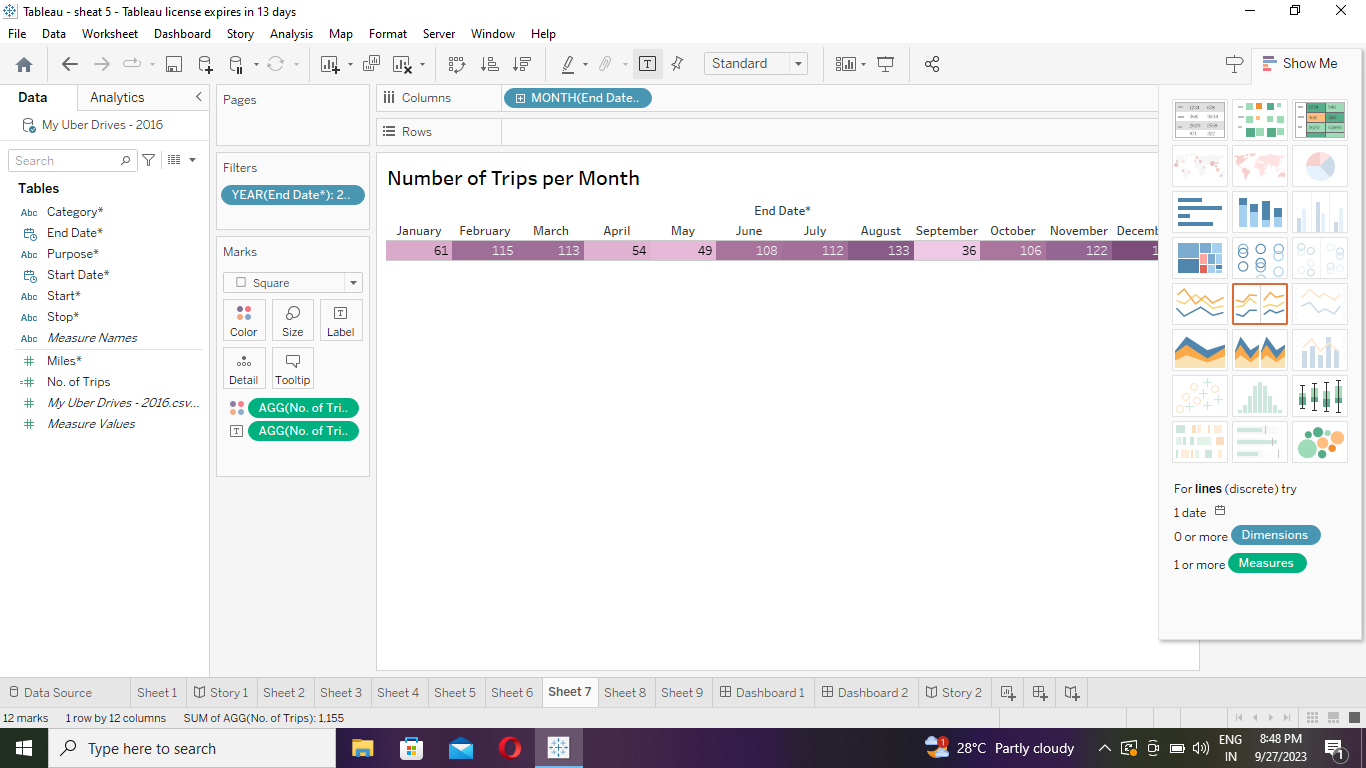 Tableau - sheat 5 - Tableau license expires in 13 days
File Data Worksheet Dashboard Story Analysis Map Format Server Window Help
Standard
Show Me
Data Analytics
My Uber Drives - 2016
Search
Tables
Abc Category*
End Date*
Abc Purpose*
Start Date*
Abc Start*
Abc Stop*
Abc Measure Names
Miles*
No. of Trips
My Uber Drives - 2016.csv...
Measure Values
Pages
Filters
YEAR(End Date*): 2..
Marks
Square
Color Size Label
Detail Tooltip
AGG(No. of Tri..
AGG(No. of Tri..
Columns MONTH(End Date..
Rows
Number of Trips per Month
End Date*
January February March April May June July August September October November Decemb
61 115 113 54 49 108 112 133 36 106 122 1
For lines (discrete) try
1 date
0 or more Dimensions
1 or more Measures
Data Source Sheet 1 Story 1 Sheet 2 Sheet 3 Sheet 4 Sheet 5 Sheet 6 Sheet 7 Sheet 8 Sheet 9 Dashboard 1 Dashboard 2 Story 2
12 marks 1 row by 12 columns SUM of AGG(No. of Trips): 1,155
Type here to search
1 28°C Partly cloudy
ENG
IN
8:48 PM
9/27/2023
1